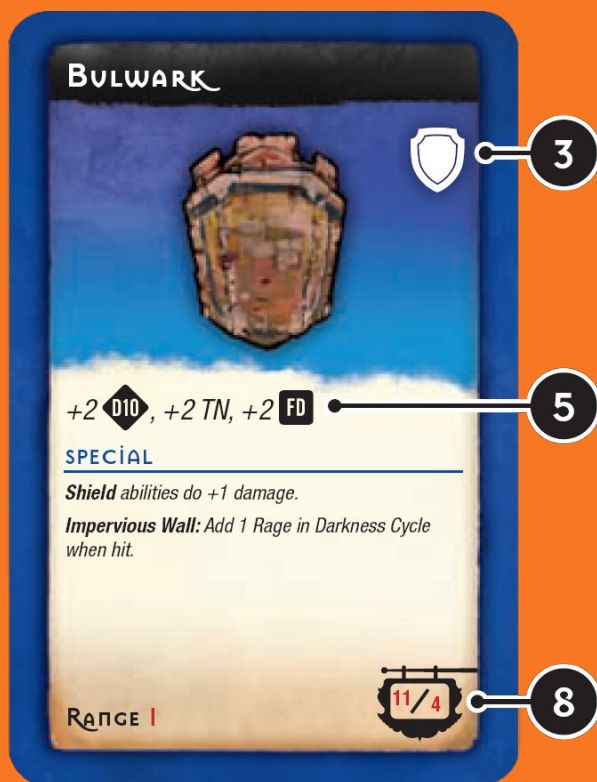 BULWARK
3
+2 D10, +2 TN, +2 FD
5
SPECIAL
Shield abilities do +1 damage.
Impervious Wall: Add 1 Rage in Darkness Cycle
when hit.
RANGE 1
11/4
8